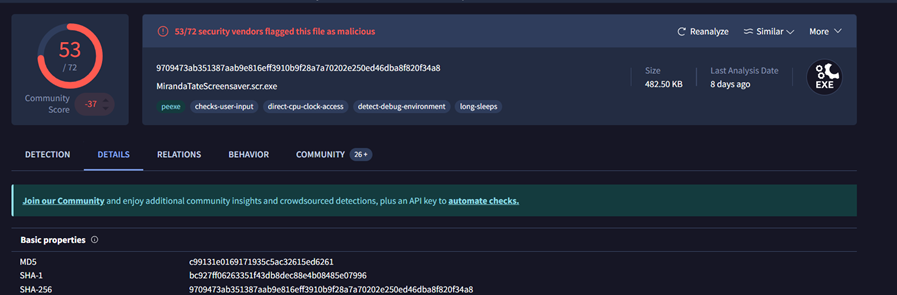 53
/ 72
Community
Score
-37
53/72 security vendors flagged this file as malicious
Reanalyze
Similar
More
9709473ab351387aab9e816eff3910b9f28a7a70202e250ed46dba8f820f34a8
MirandaTateScreensaver.scr.exe
peexe
checks-user-input
direct-cpu-clock-access
detect-debug-environment
long-sleeps
Size
482.50 KB
Last Analysis Date
8 days ago
EXE
DETECTION
DETAILS
RELATIONS
BEHAVIOR
COMMUNITY 26 +
Join our Community and enjoy additional community insights and crowdsourced detections, plus an API key to automate checks.
Basic properties
MD5 c99131e0169171935c5ac32615ed6261
SHA-1 bc927ff06263351f43db8dec88e4b08485e07996
SHA-256 9709473ab351387aab9e816eff3910b9f28a7a70202e250ed46dba8f820f34a8